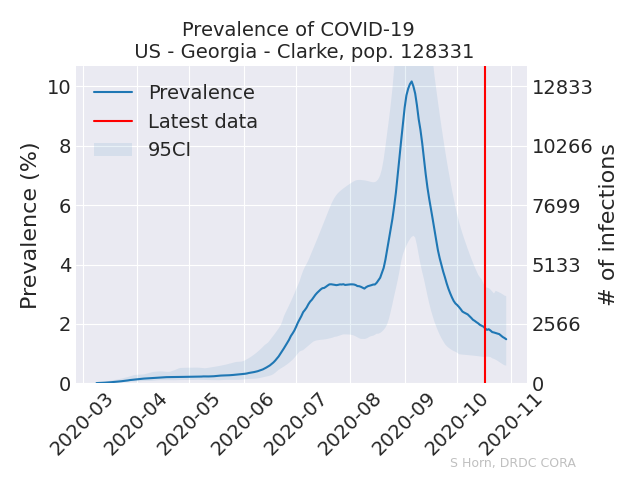 Prevalence of COVID-19
US - Georgia - Clarke, pop. 128331
Prevalence
Latest data
95CI
Prevalence (%)
10
8
6
4
2
0
12833
10266
7699
5133
2566
0
# of infections
2020-03
2020-04
2020-05
2020-06
2020-07
2020-08
2020-09
2020-10
2020-11
S Horn, DRDC CORA